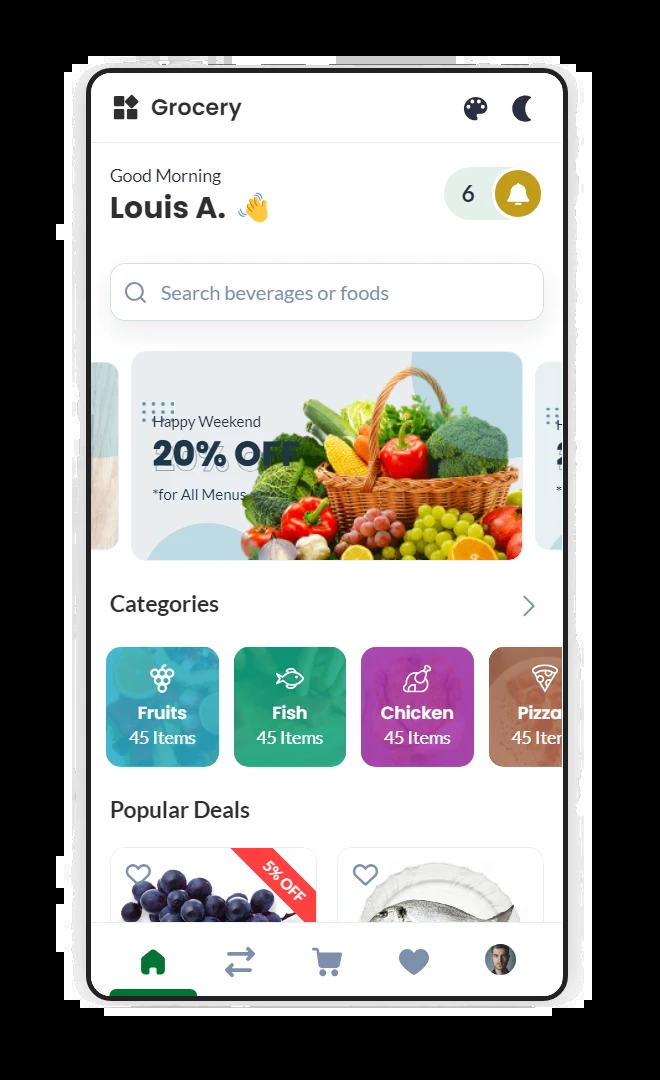 Grocery
Good Morning
Louis A.
6
Search beverages or foods
Happy Weekend
20% OFF
*for All Menus
Categories
Fruits
45 Items
Fish
45 Items
Chicken
45 Items
Pizza
45
Popular Deals
5% OFF